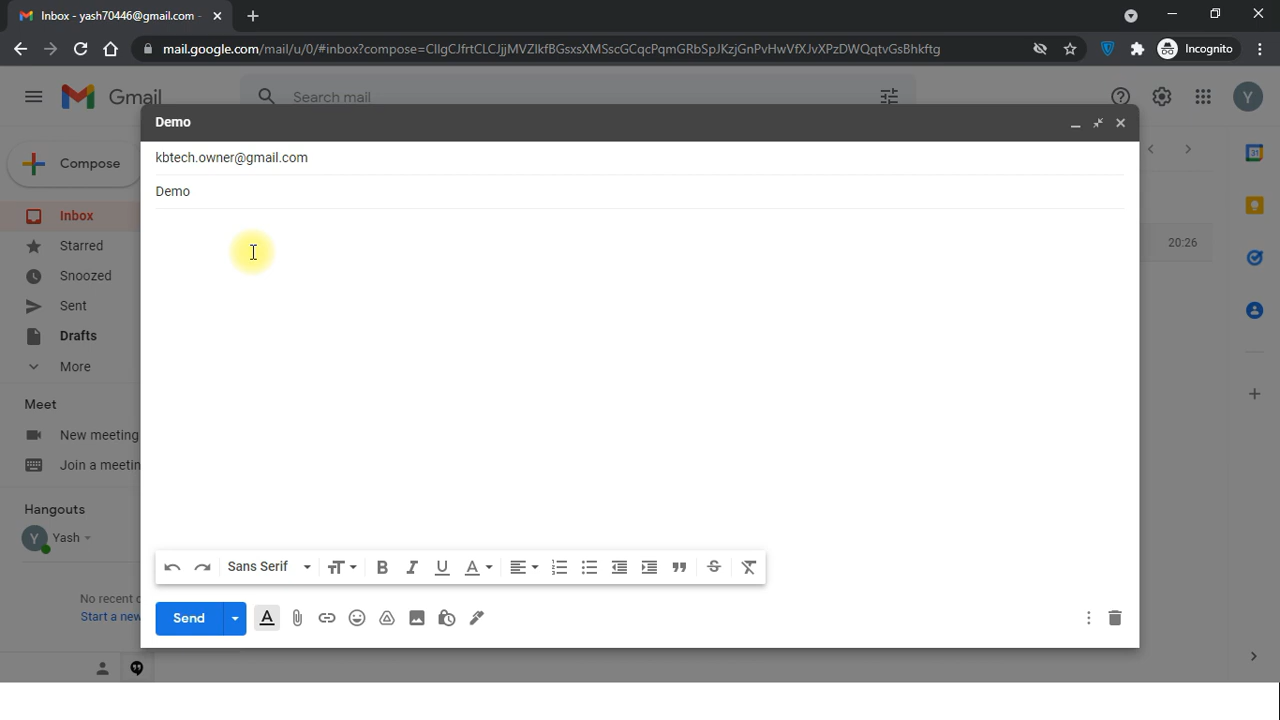 Inbox - yash70446@gmail.com -
mail.google.com/mail/u/0/#inbox?compose=CllgCJfrtCLCJjjMVZlkfBGsxsXMSscGCqcPqmGRbSpJKzjGnPvHwVfXJvXPzDWQqtvGsBhkftg
Incognito
Gmail
Search mail
Y
Demo
kbtech.owner@gmail.com
Demo
Compose
Inbox
Starred
Snoozed
Sent
Drafts
More
Meet
New meeting
Join a meetin
Hangouts
Y Yash
No recent c
Start a new
20:26
31
Sans Serif
B I U A
Send
A